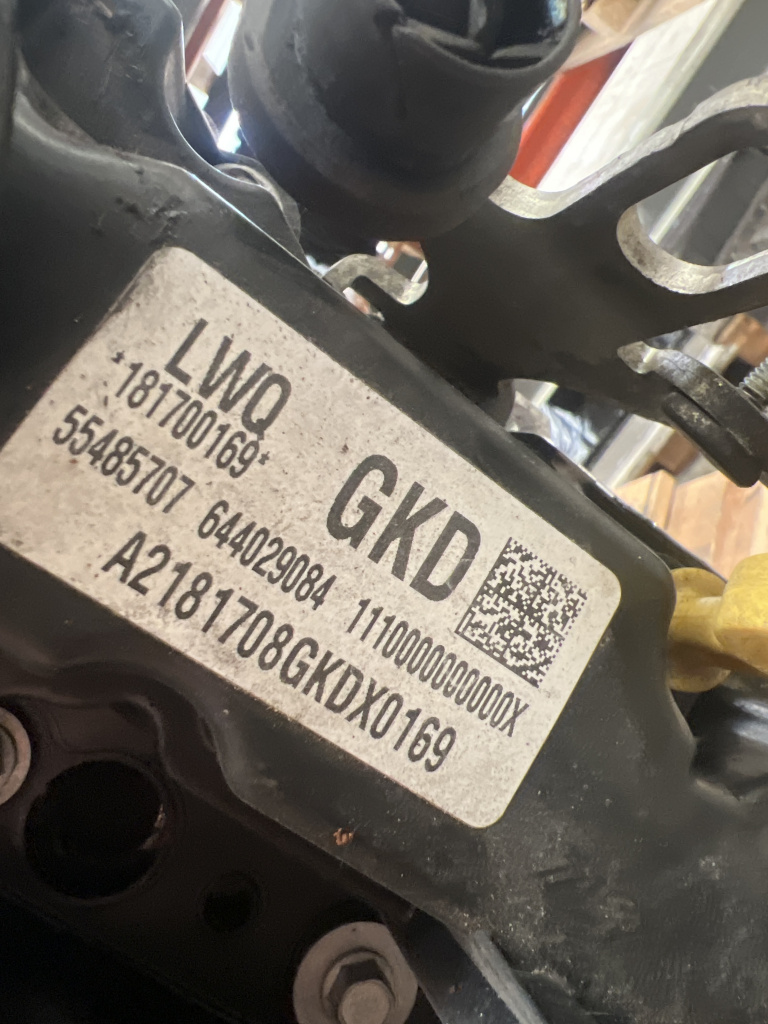 LWQ
*181700169*
GKD
55485707 644029084 1110000000000X
A2181708GKDX0169